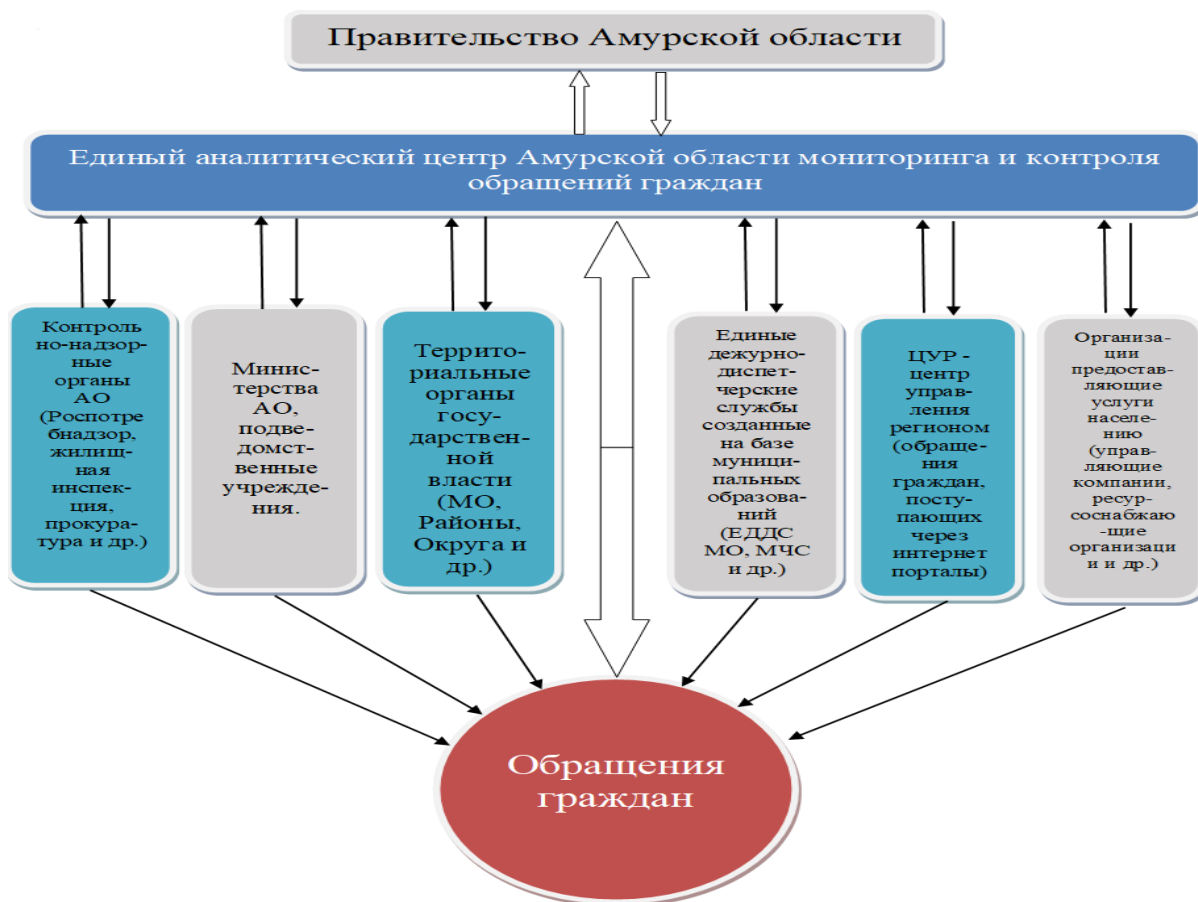 Правительство Амурской области
Единый аналитический центр Амурской области мониторинга и контроля
обращений граждан
Контроль
но-надзор-
ные
органы
АО
(Роспотре
бнадзор,
жилищ-
ная
инспек-
ция,
прокура-
тура и др.)
Минис-
терства
АО,
подве-
домст-
венные
учрежде-
ния.
Террито-
риальные
органы
госу-
дарствен-
ной
власти
(МО,
Районы,
Округа и
др.)
Единые
дежурно-
диспет-
черские
службы
созданные
на базе
муници-
пальных
образова-
ний
(ЕДДС
МО, МЧС
и др.)
ЦУР -
центр
управ-
ления
регионом
(обраще-
ния
граждан,
пост-
пающих
через
интернет
порталы)
Организа-
ции
предостав-
ляющие
услуги
населе-
нию
(управ-
ляющие
компании,
ресур-
соснабжаю
-щие
организаци
и и др.)
Обращения
граждан